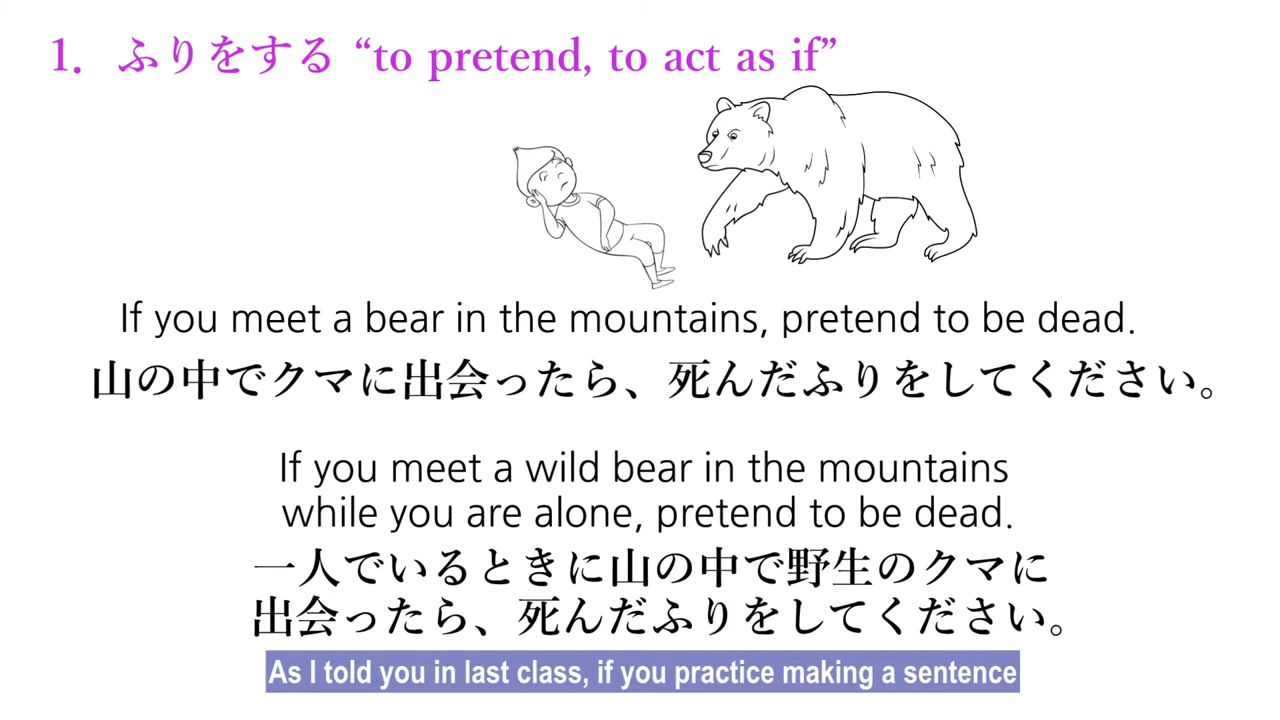 1. ふりをする “to pretend, to act as if”
If you meet a bear in the mountains, pretend to be dead.
山の中でクマに出会ったら、死んだふりをしてください。
If you meet a wild bear in the mountains
while you are alone, pretend to be dead.
一人でいるときに山の中で野生のクマに
出会ったら、死んだふりをしてください。
As I told you in last class, if you practice making a sentence